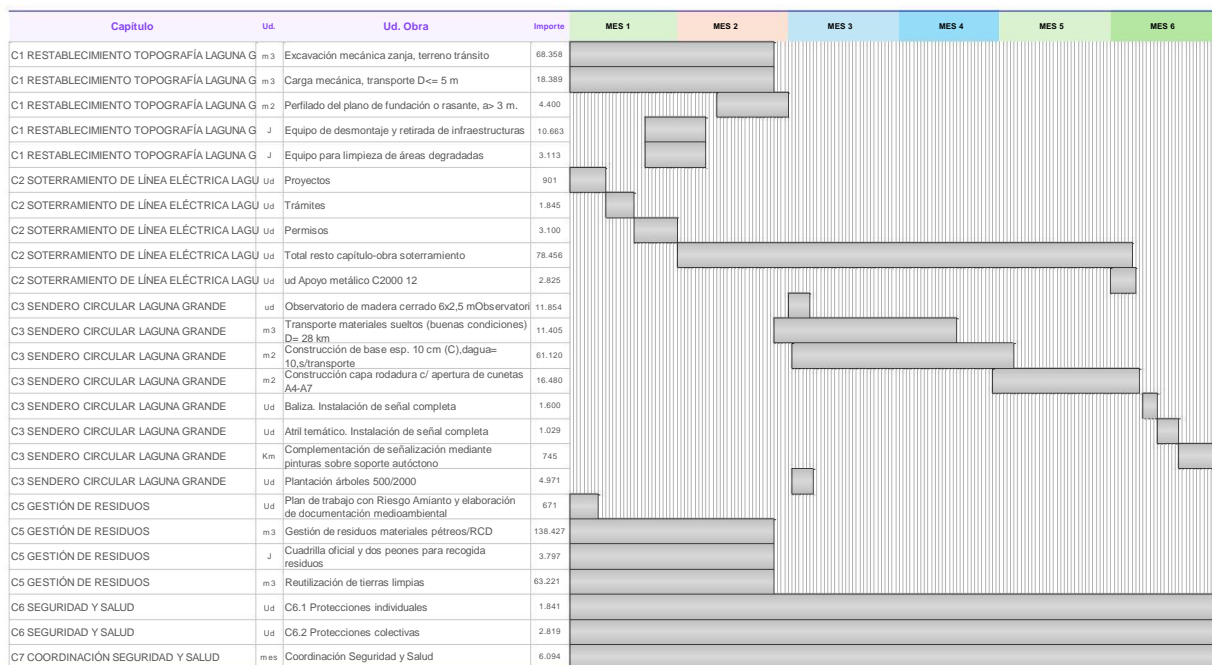 Capítulo Ud. Ud. Obra Importe MES 1 MES 2 MES 3 MES 4 MES 5 MES 6
C1 RESTABLECIMIENTO TOPOGRAFÍA LAGUNA G m3 Excavación mecánica zanja, terreno tránsito 68.358
C1 RESTABLECIMIENTO TOPOGRAFÍA LAGUNA G m3 Carga mecánica, transporte D<= 5 m 18.389
C1 RESTABLECIMIENTO TOPOGRAFÍA LAGUNA G m2 Perfilado del plano de fundación o rasante, a> 3 m. 4.400
C1 RESTABLECIMIENTO TOPOGRAFÍA LAGUNA G J Equipo de desmontaje y retirada de infraestructuras 10.663
C1 RESTABLECIMIENTO TOPOGRAFÍA LAGUNA G J Equipo para limpieza de áreas degradadas 3.113
C2 SOTERRAMIENTO DE LÍNEA ELÉCTRICA LAGU Ud Proyectos 901
C2 SOTERRAMIENTO DE LÍNEA ELÉCTRICA LAGU Ud Trámites 1.845
C2 SOTERRAMIENTO DE LÍNEA ELÉCTRICA LAGU Ud Permisos 3.100
C2 SOTERRAMIENTO DE LÍNEA ELÉCTRICA LAGU Ud Total resto capítulo-obra soterramiento 78.456
C2 SOTERRAMIENTO DE LÍNEA ELÉCTRICA LAGU Ud ud Apoyo metálico C2000 12 2.825
C3 SENDERO CIRCULAR LAGUNA GRANDE ud Observatorio de madera cerrado 6x2,5 mObservatori 11.854
C3 SENDERO CIRCULAR LAGUNA GRANDE m3 Transporte materiales sueltos (buenas condiciones) 11.405
D= 28 km
C3 SENDERO CIRCULAR LAGUNA GRANDE m2 Construcción de base esp. 10 cm (C),dagua= 61.120
10,s/transporte
C3 SENDERO CIRCULAR LAGUNA GRANDE m2 Construcción capa rodadura c/ apertura de cunetas 16.480
A4-A7
C3 SENDERO CIRCULAR LAGUNA GRANDE Ud Baliza. Instalación de señal completa 1.600
C3 SENDERO CIRCULAR LAGUNA GRANDE Ud Atril temático. Instalación de señal completa 1.029
C3 SENDERO CIRCULAR LAGUNA GRANDE Km Complementación de señalización mediante 745
pinturas sobre soporte autóctono
C3 SENDERO CIRCULAR LAGUNA GRANDE Ud Plantación árboles 500/2000 4.971
C5 GESTIÓN DE RESIDUOS Ud Plan de trabajo con Riesgo Amianto y elaboración 671
de documentación medioambiental
C5 GESTIÓN DE RESIDUOS m3 Gestión de residuos materiales pétreos/RCD 138.427
C5 GESTIÓN DE RESIDUOS J Cuadrilla oficial y dos peones para recogida 3.797
residuos
C5 GESTIÓN DE RESIDUOS m3 Reutilización de tierras limpias 63.221
C6 SEGURIDAD Y SALUD Ud C6.1 Protecciones individuales 1.841
C6 SEGURIDAD Y SALUD Ud C6.2 Protecciones colectivas 2.819
C7 COORDINACIÓN SEGURIDAD Y SALUD mes Coordinación Seguridad y Salud 6.094